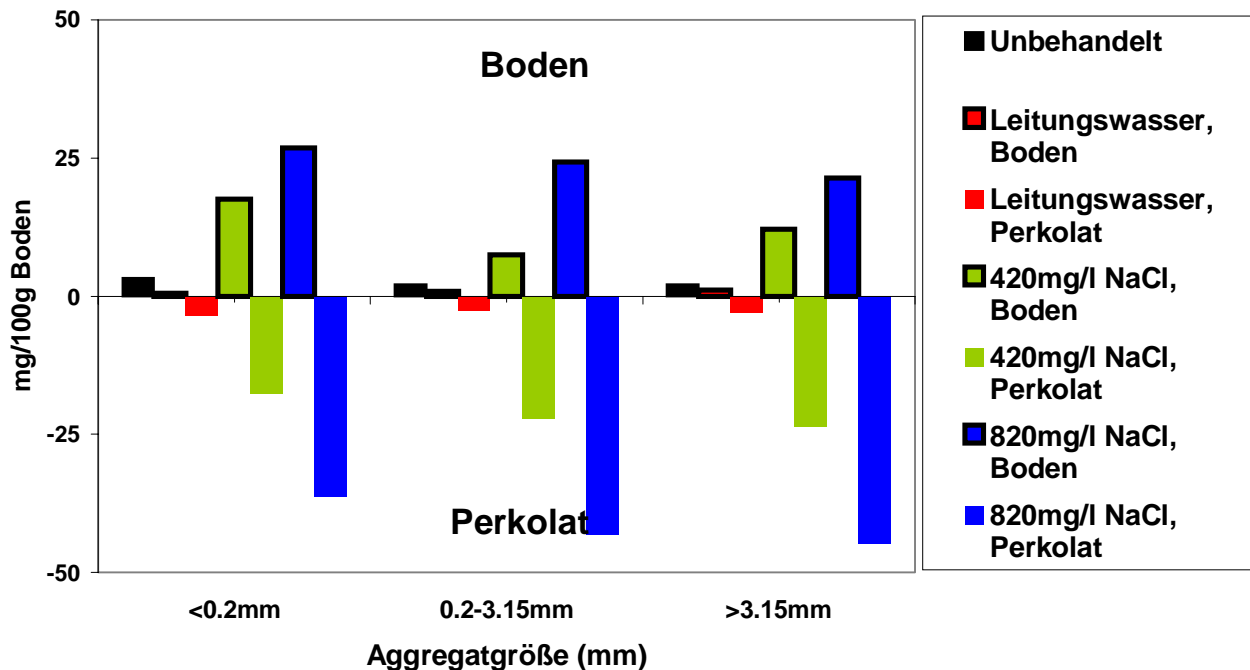 50
25
0
-25
-50
mg/100g Boden
Boden
Perkolat
<0.2mm
0.2-3.15mm
>3.15mm
Aggregatgröße (mm)
Unbehandelt
Leitungswasser,
Boden
Leitungswasser,
Perkolat
420mg/l NaCl,
Boden
420mg/l NaCl,
Perkolat
820mg/l NaCl,
Boden
820mg/l NaCl,
Perkolat